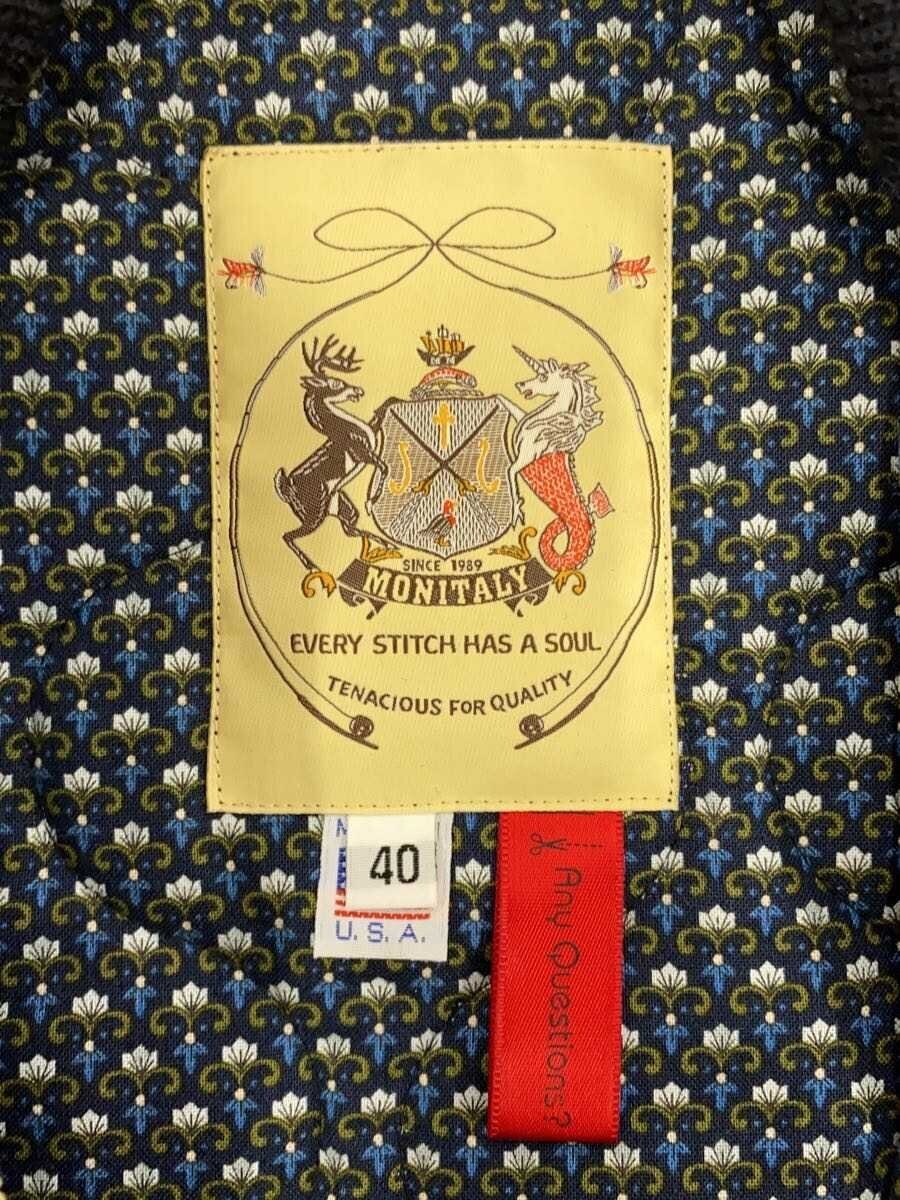 SINCE 1989
MONITALY
EVERY STITCH HAS A SOUL
TENACIOUS FOR QUALITY
40
U.S.A.
Any Questions?